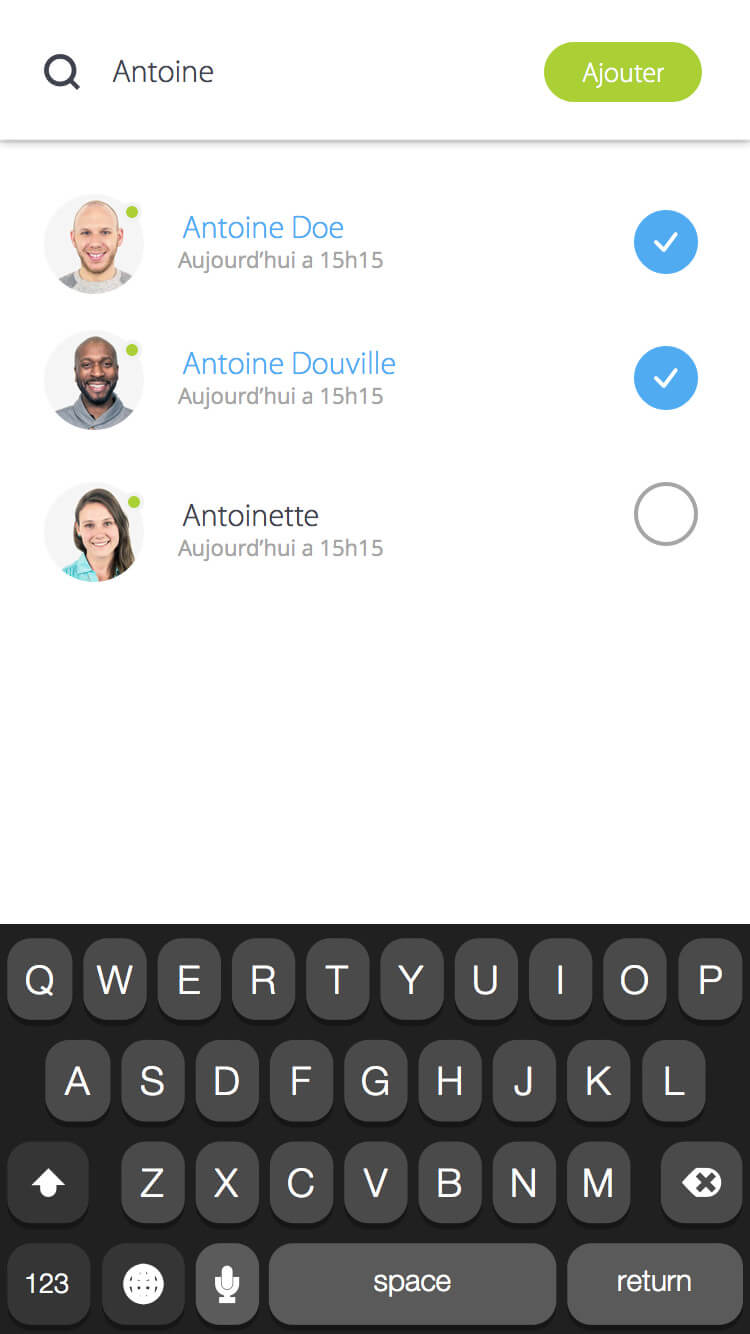 Antoine
Ajouter
Antoine Doe
Aujourd’hui a 15h15
Antoine Douville
Aujourd’hui a 15h15
Antoinette
Aujourd’hui a 15h15
Q W E R T Y U I O P
A S D F G H J K L
Z X C V B N M
123 space return